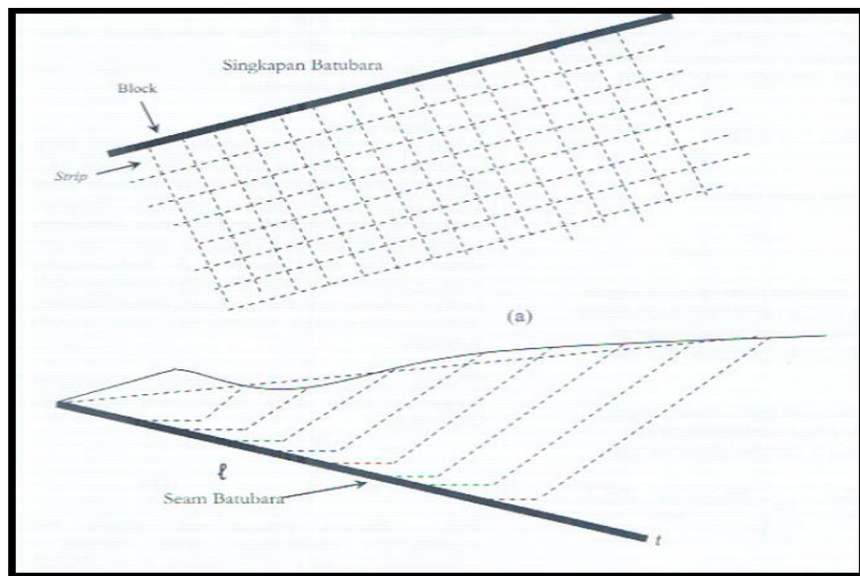 Singkapan Batubara
Block
Strip
(a)
ℓ
Seam Batubara
t